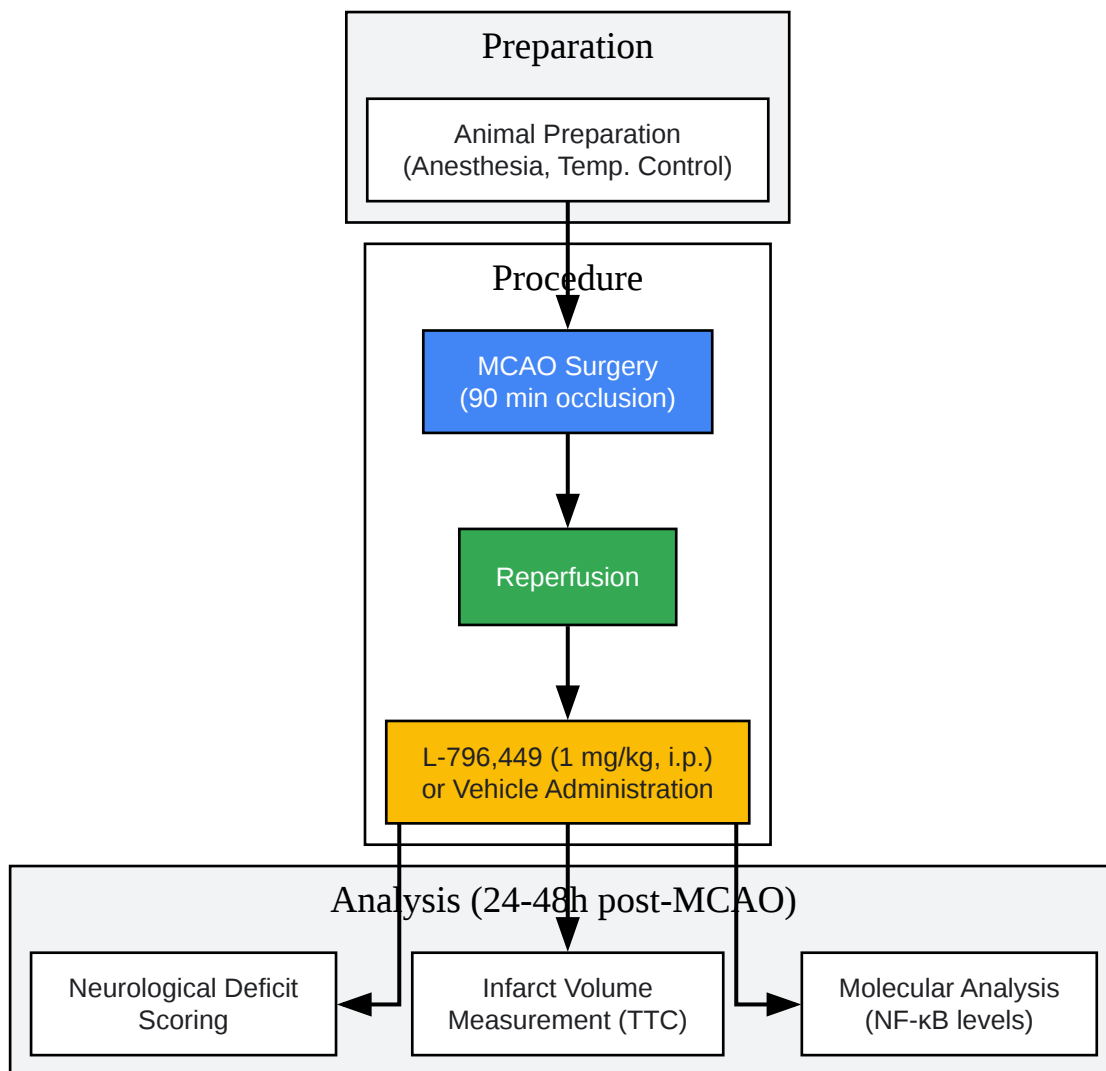 Preparation
Animal Preparation
(Anesthesia, Temp. Control)
Procedure
MCAO Surgery
(90 min occlusion)
Reperfusion
L-796,449 (1 mg/kg, i.p.)
or Vehicle Administration
Analysis (24-48h post-MCAO)
Neurological Deficit
Scoring
Infarct Volume
Measurement (TTC)
Molecular Analysis
(NF-κB levels)